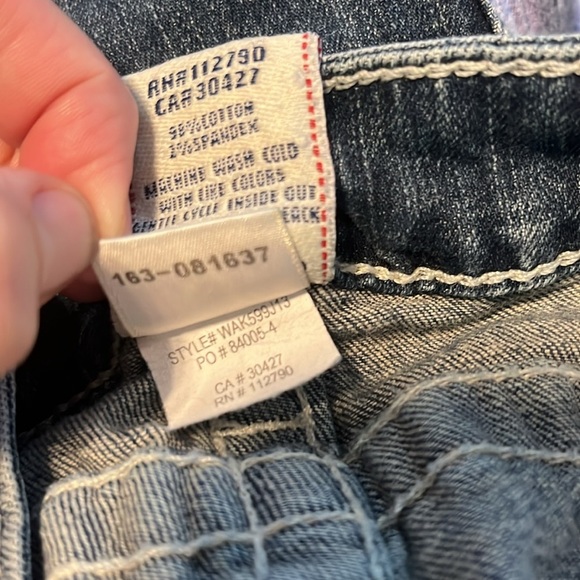 RN#112790
CA#30427
98%COTTON
2%SPANDEX
MACHINE WASH COLD
WITH LIKE COLORS
GENTLE CYCLE INSIDE OUT
163-081637
STYLE# WAK599J13
PO # 84005-4
CA # 30427
RN # 112790